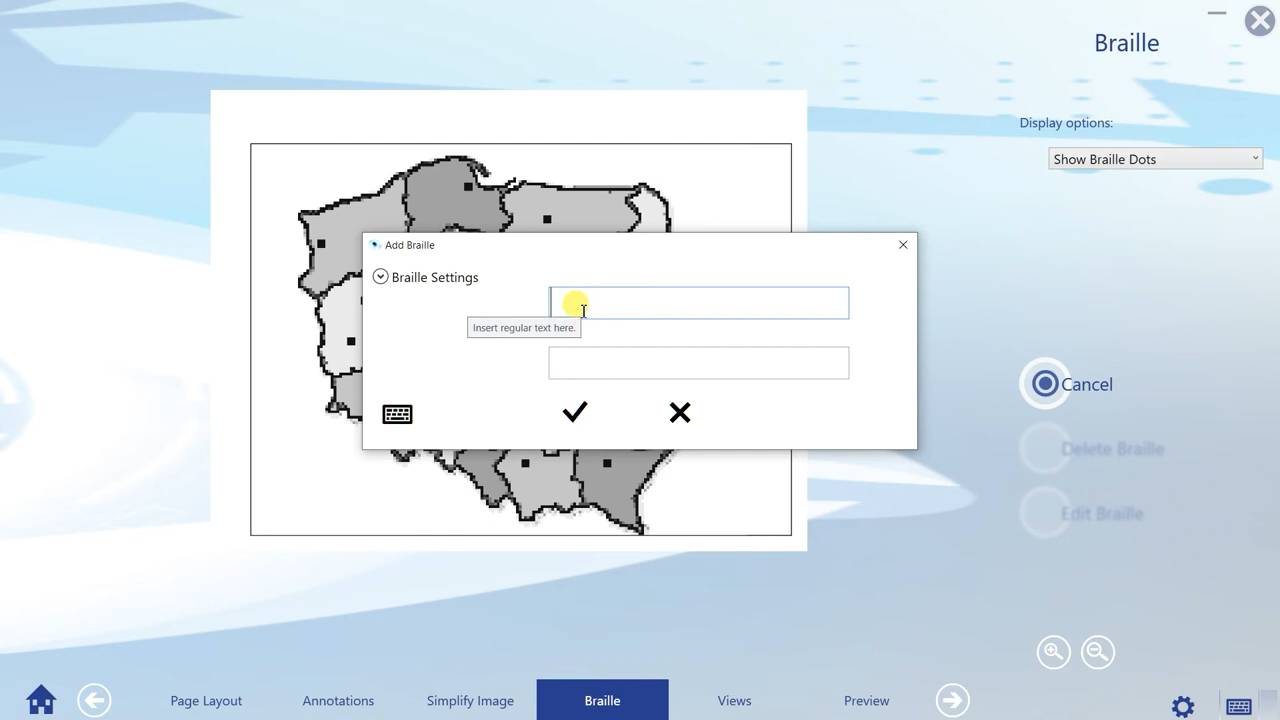 Braille
Display options:
Show Braille Dots
Add Braille
Braille Settings
Insert regular text here.
Cancel
Delete Braille
Edit Braille
Page Layout
Annotations
Simplify Image
Braille
Views
Preview